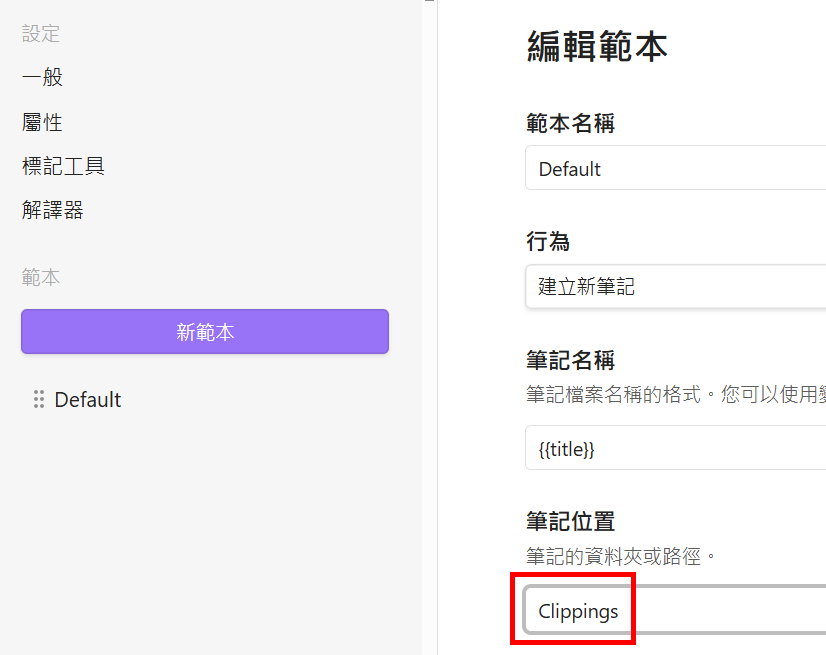 設定
一般
屬性
標記工具
解譯器
範本
新範本
Default
編輯範本
範本名稱
Default
行為
建立新筆記
筆記名稱
筆記檔案名稱的格式。您可以使用
{{title}}
筆記位置
筆記的資料夾或路徑。
Clippings